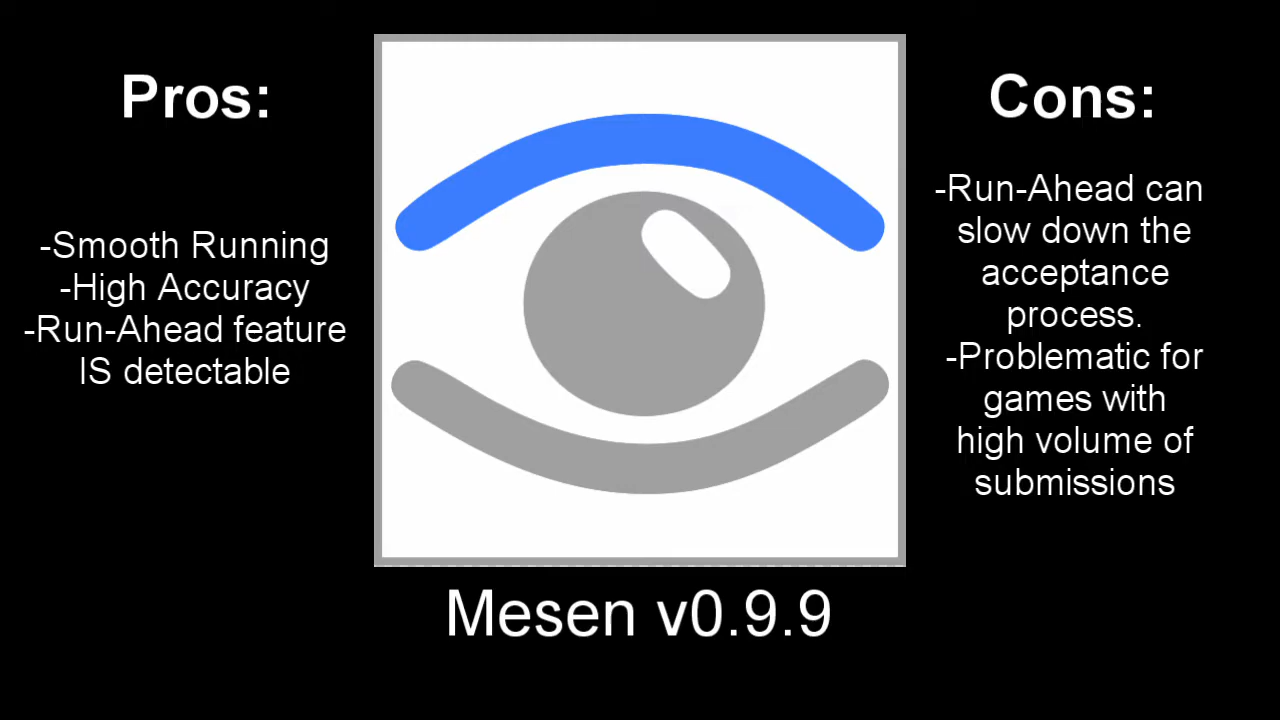 Pros:
-Smooth Running
-High Accuracy
-Run-Ahead feature
IS detectable
Cons:
-Run-Ahead can
slow down the
acceptance
process.
-Problematic for
games with
high volume of
submissions
Mesen v0.9.9